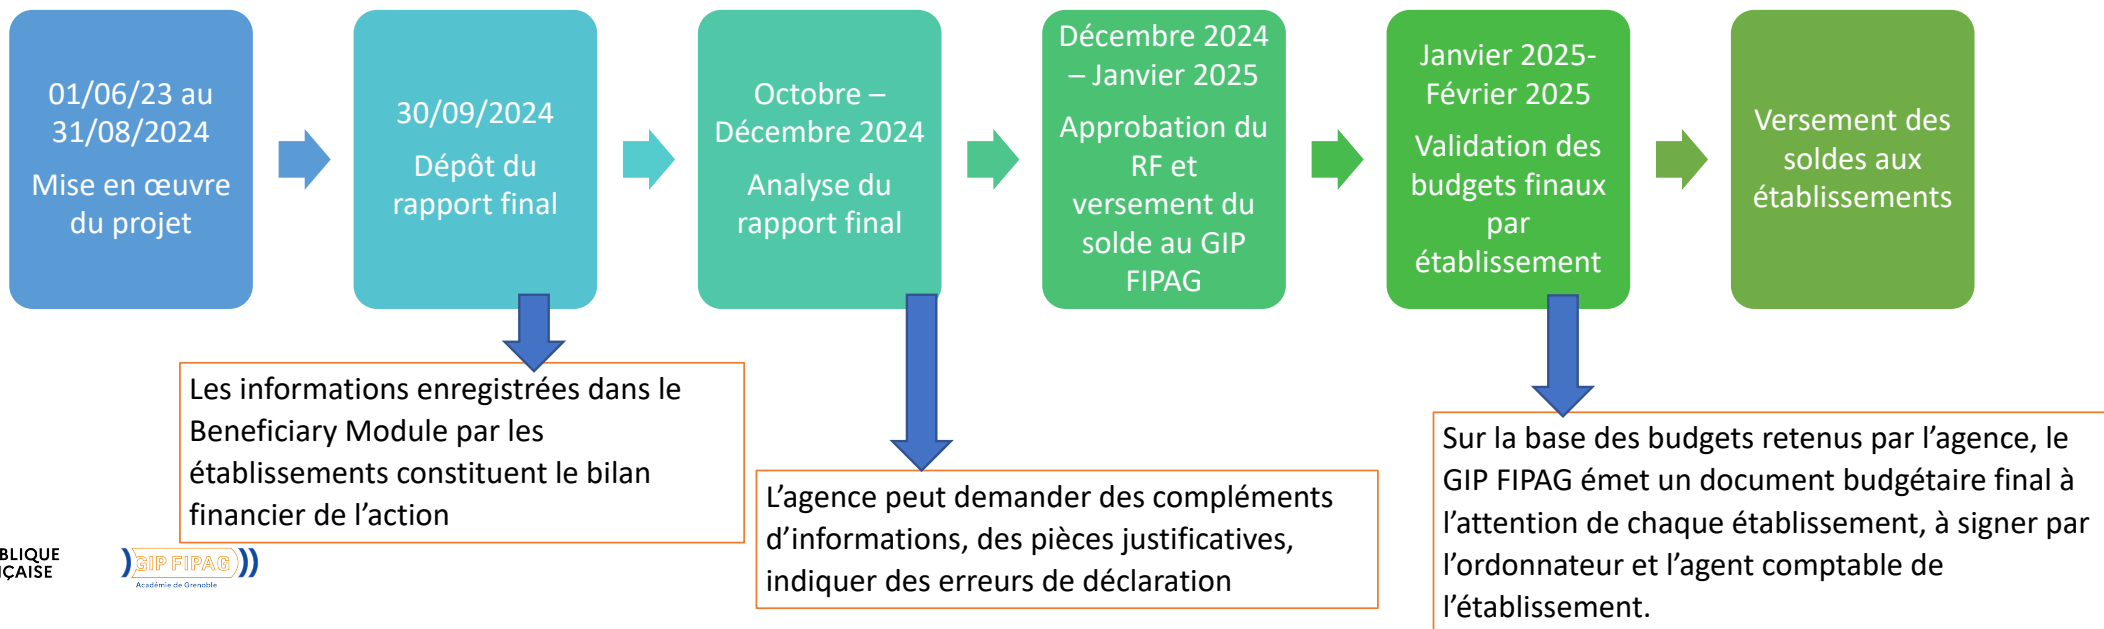 01/06/23 au
31/08/2024
Mise en œuvre
du projet
30/09/2024
Dépôt du
rapport final
Octobre –
Décembre 2024
Analyse du
rapport final
Décembre 2024
– Janvier 2025
Approbation du
RF et
versement du
solde au GIP
FIPAG
Janvier 2025-
Février 2025
Validation des
budgets finaux
par
établissement
Versement des
soldes aux
établissements
Les informations enregistrées dans le
Beneficiary Module par les
établissements constituent le bilan
financier de l’action
L’agence peut demander des compléments
d’informations, des pièces justificatives,
indiquer des erreurs de déclaration
Sur la base des budgets retenus par l’agence, le
GIP FIPAG émet un document budgétaire final à
l’attention de chaque établissement, à signer par
l’ordonnateur et l’agent comptable de
l’établissement.
BLIQUE
ÇAISE
GIP FIPAG
Académie de Grenoble